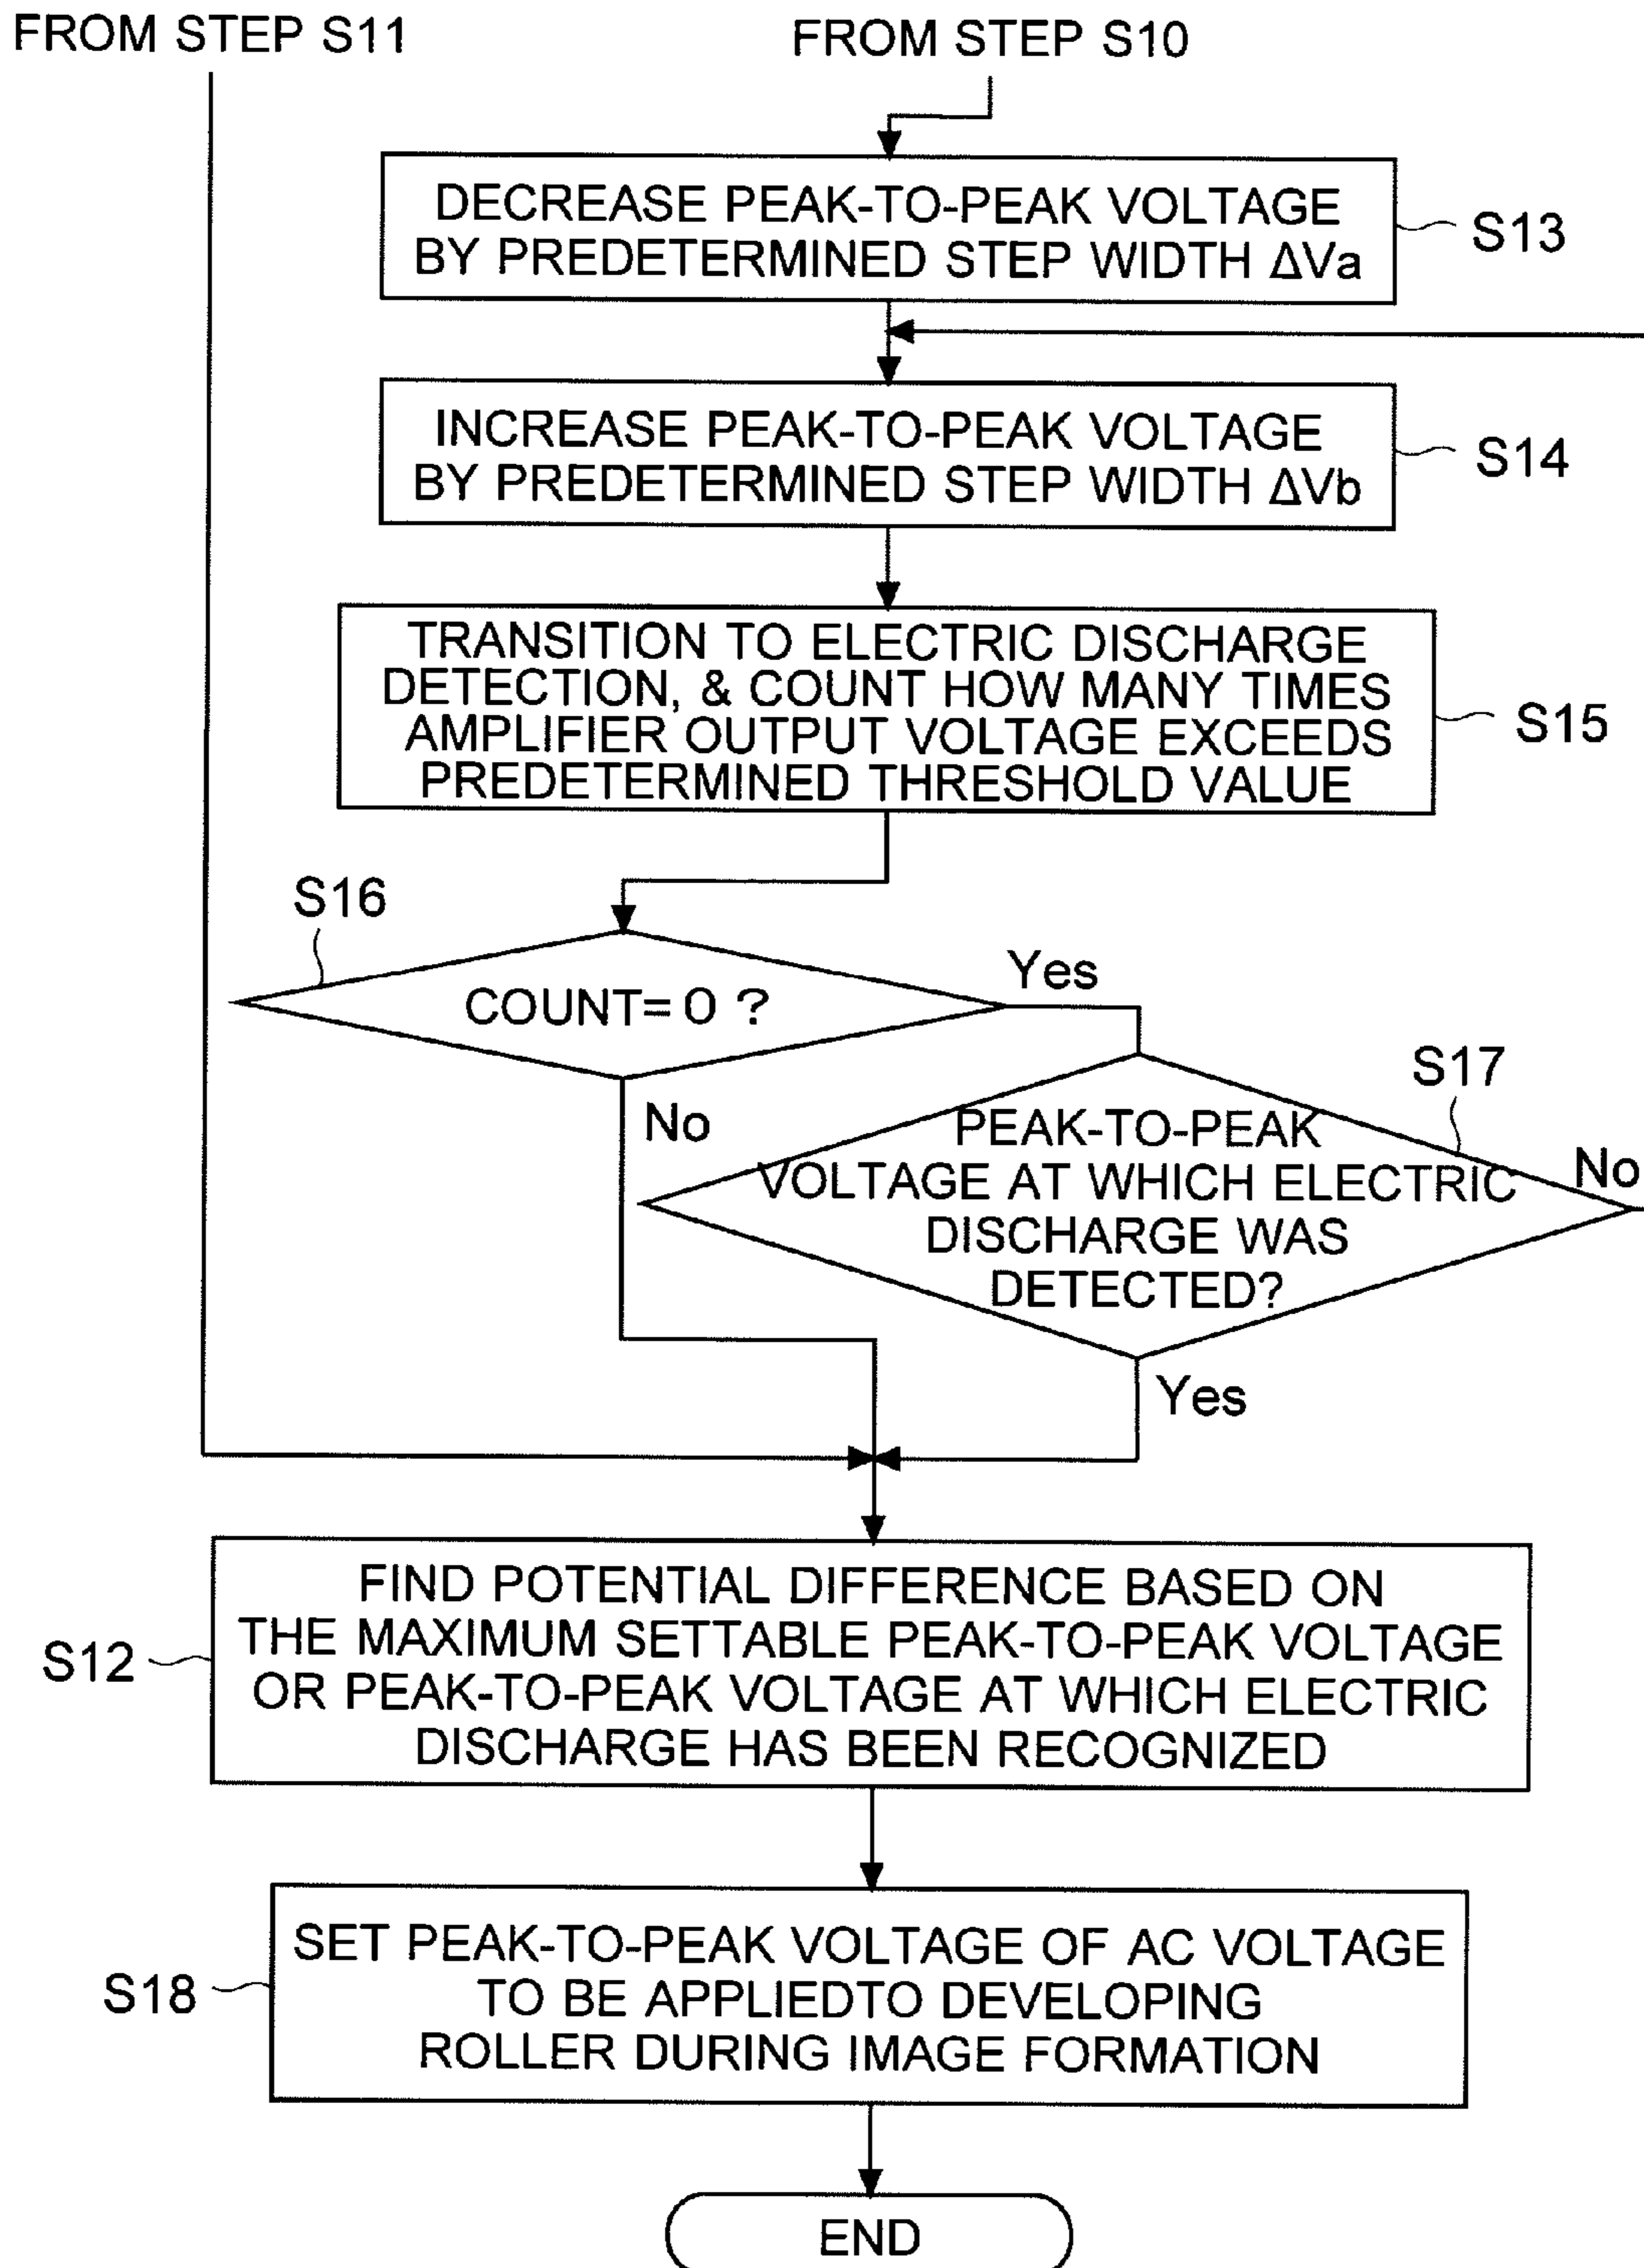 FROM STEP S11
FROM STEP S10
DECREASE PEAK-TO-PEAK VOLTAGE
BY PREDETERMINED STEP WIDTH ΔVa
S13
INCREASE PEAK-TO-PEAK VOLTAGE
BY PREDETERMINED STEP WIDTH ΔVb
S14
TRANSITION TO ELECTRIC DISCHARGE
DETECTION, & COUNT HOW MANY TIMES
AMPLIFIER OUTPUT VOLTAGE EXCEEDS
PREDETERMINED THRESHOLD VALUE
S15
S16
COUNT= 0 ?
Yes
No
S17
PEAK-TO-PEAK
VOLTAGE AT WHICH ELECTRIC
DISCHARGE WAS
DETECTED?
No
Yes
FIND POTENTIAL DIFFERENCE BASED ON
THE MAXIMUM SETTABLE PEAK-TO-PEAK VOLTAGE
OR PEAK-TO-PEAK VOLTAGE AT WHICH ELECTRIC
DISCHARGE HAS BEEN RECOGNIZED
S12
SET PEAK-TO-PEAK VOLTAGE OF AC VOLTAGE
TO BE APPLIEDTO DEVELOPING
ROLLER DURING IMAGE FORMATION
S18
END